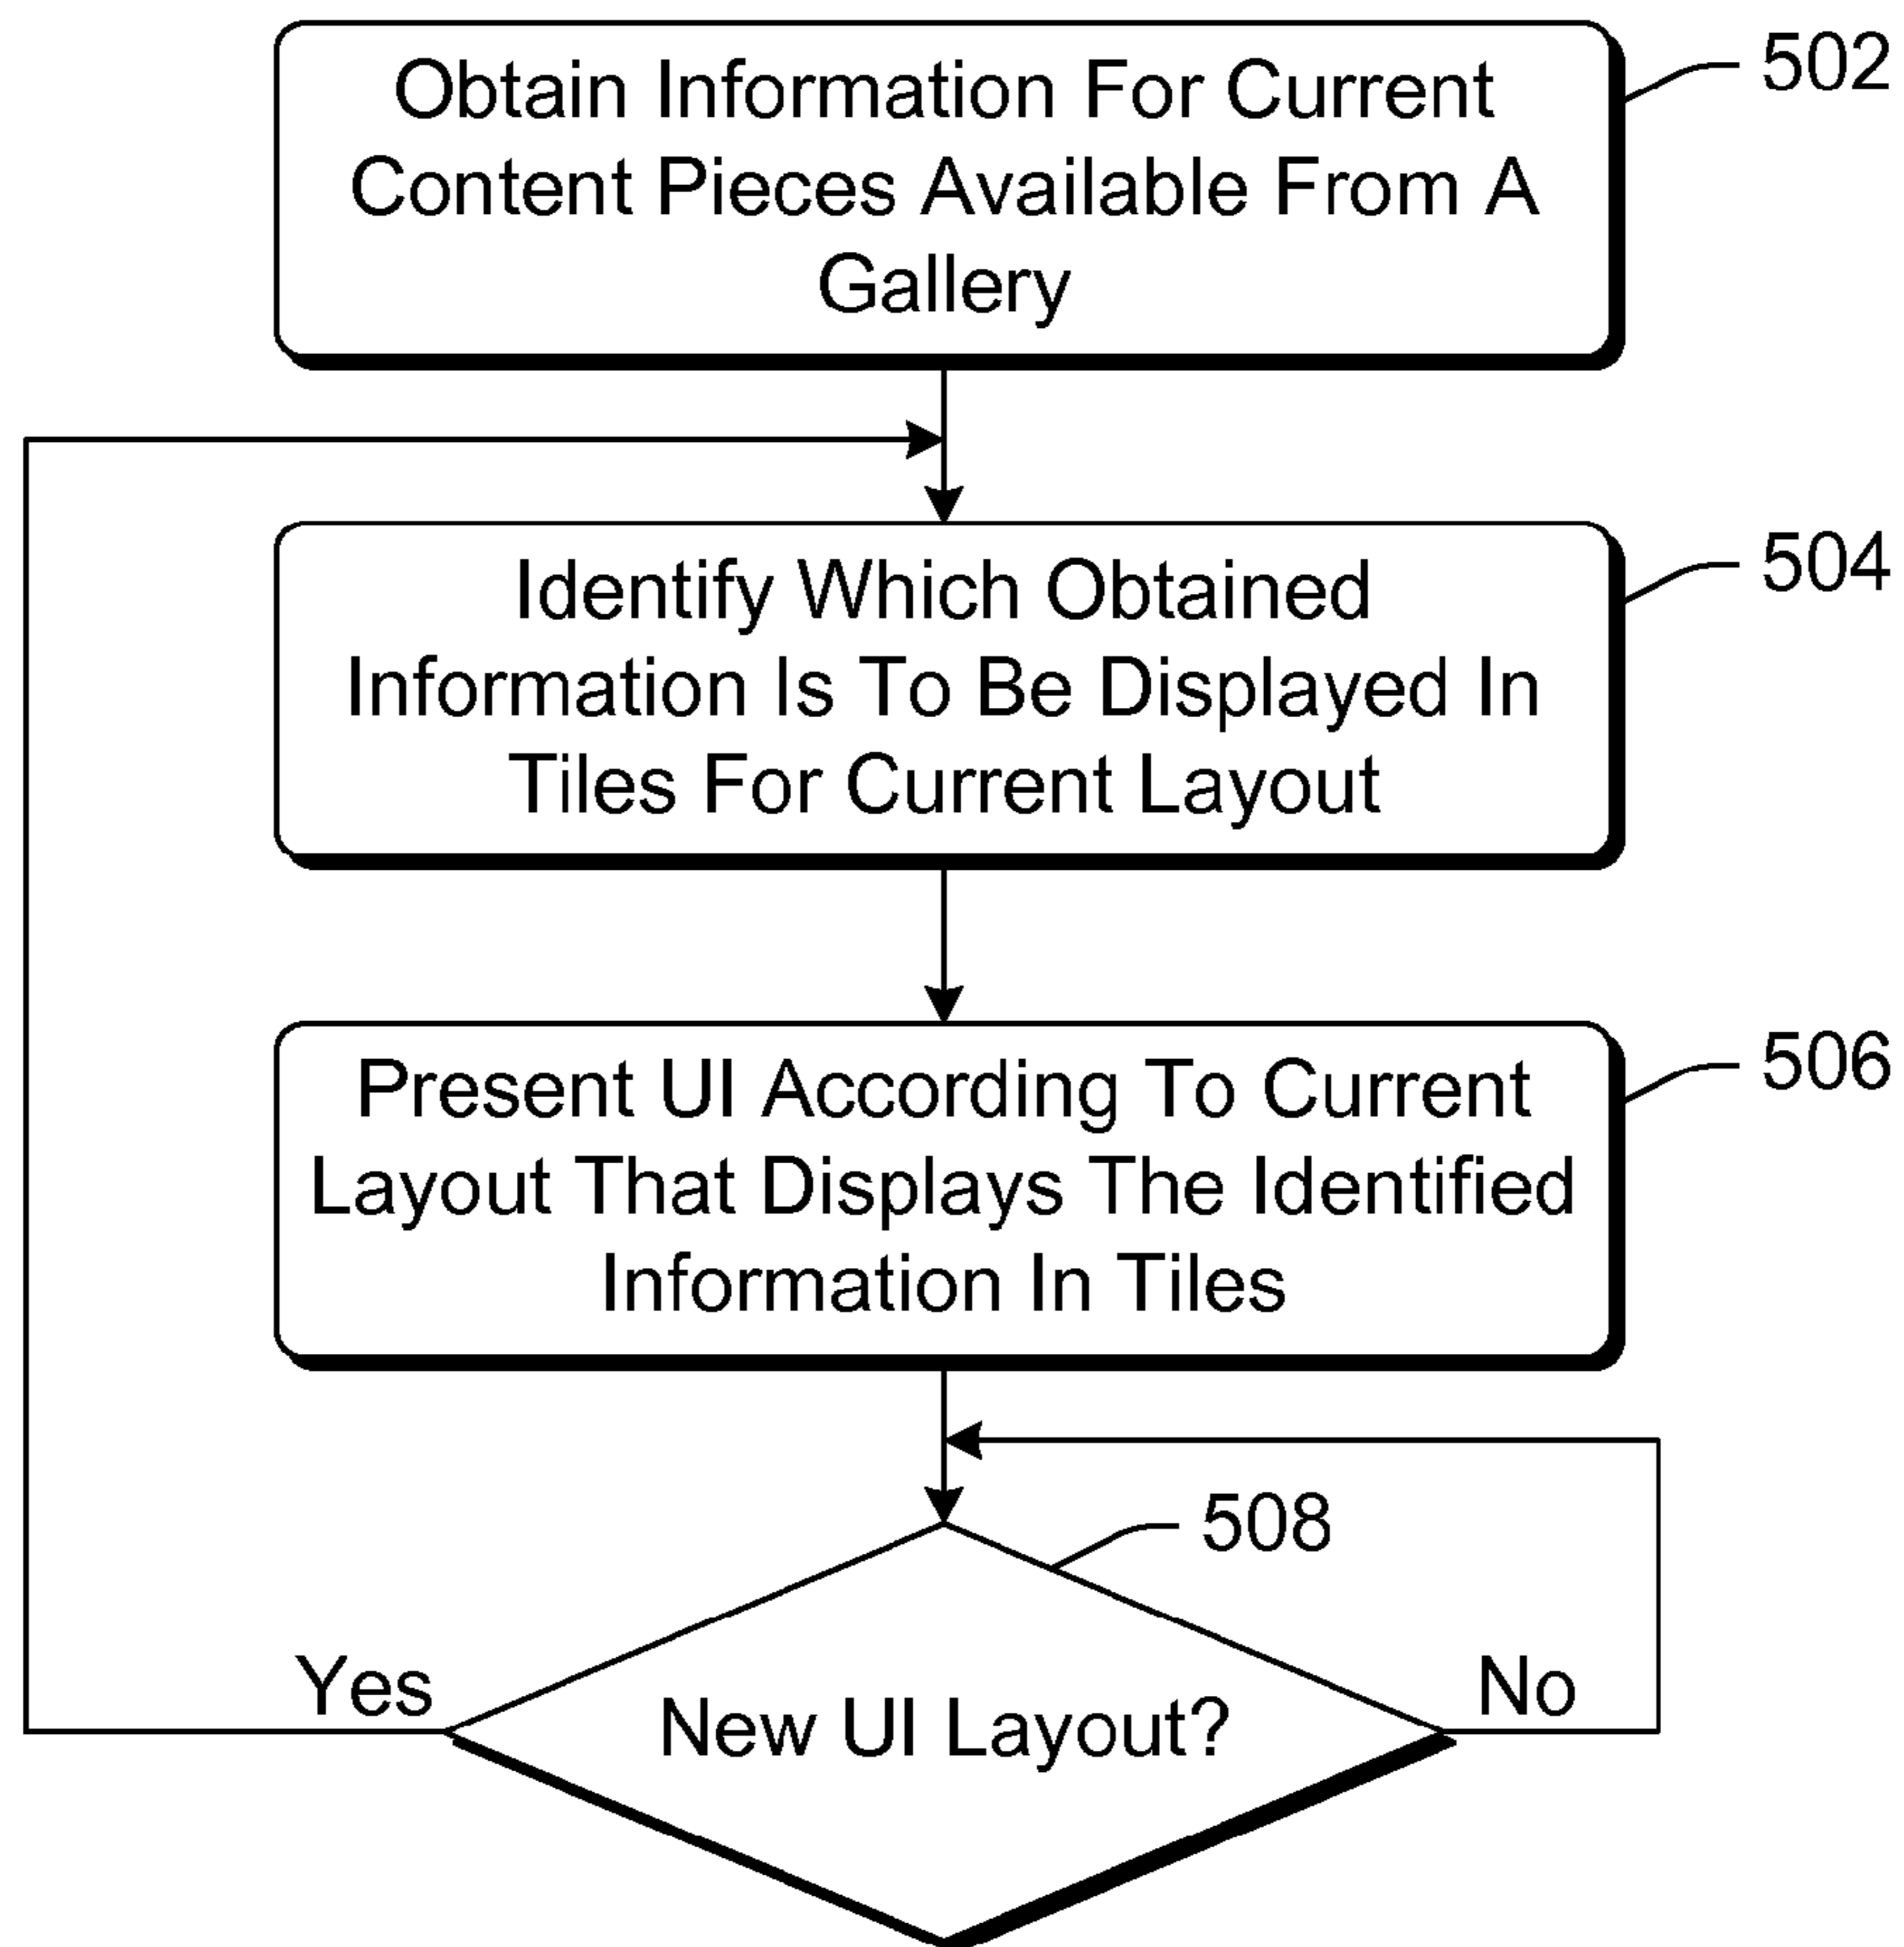 Obtain Information For Current
Content Pieces Available From A
Gallery
502
Identify Which Obtained
Information Is To Be Displayed In
Tiles For Current Layout
504
Present UI According To Current
Layout That Displays The Identified
Information In Tiles
506
508
Yes
New UI Layout?
No